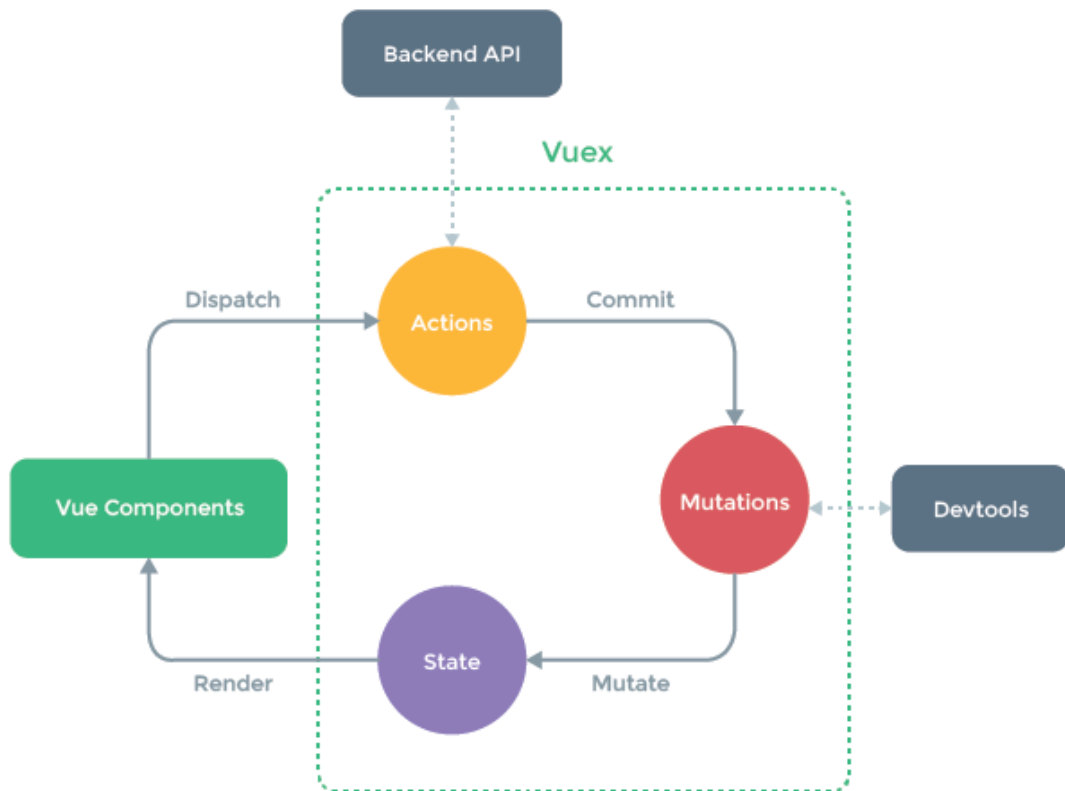 Backend API
Vuex
Dispatch
Commit
Actions
Mutations
Vue Components
Devtools
State
Render
Mutate